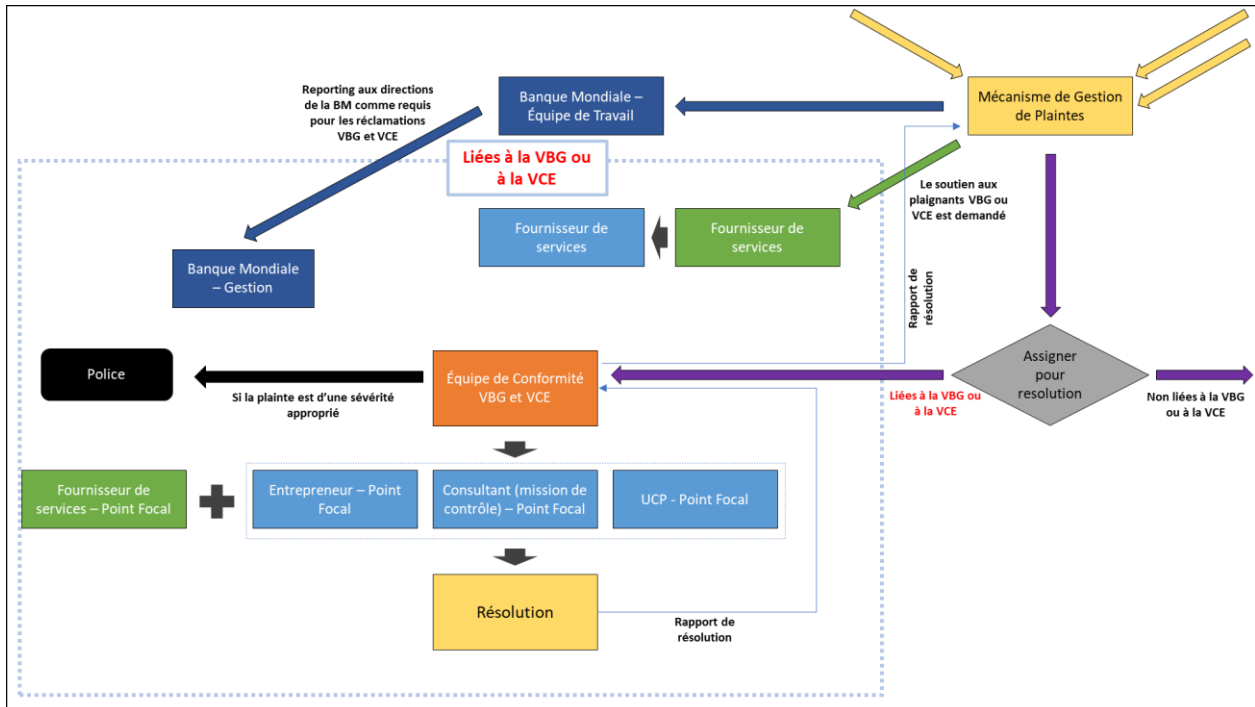 Mécanisme de Gestion
de Plaintes
Banque Mondiale –
Équipe de Travail
Reporting aux directions
de la BM comme requis
pour les réclamations
VBG et VCE
Liées à la VBG ou
à la VCE
Le soutien aux
plaignants VBG ou
VCE est demandé
Fournisseur de
services
Fournisseur de
services
Banque Mondiale
– Gestion
Rapport de
résolution
Assigner
pour
resolution
Police
Équipe de Conformité
VBG et VCE
Si la plainte est d’une sévérité
approprié
Liées à la VBG ou
à la VCE
Non liées à la VBG
ou à la VCE
Fournisseur de
services – Point Focal
Entrepreneur – Point
Focal
Consultant (mission de
contrôle) – Point Focal
UCP - Point Focal
Résolution
Rapport de
résolution